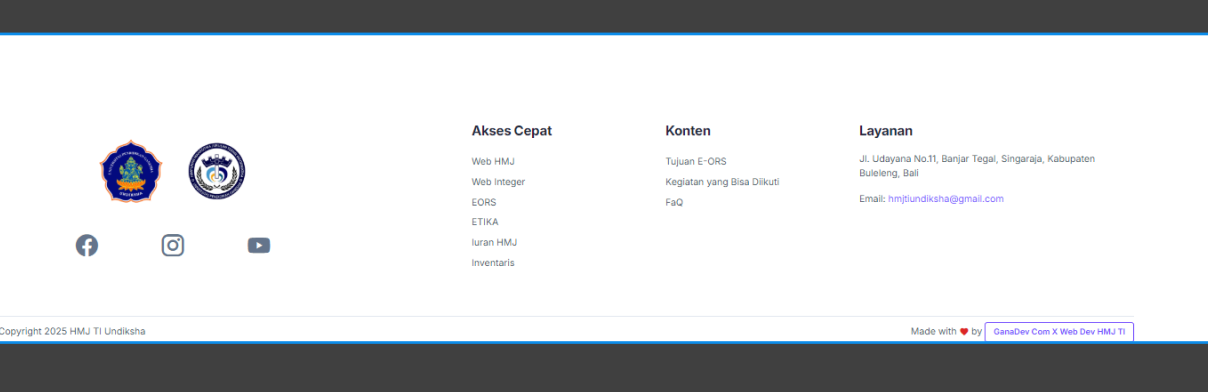 Akses Cepat
Web HMJ
Web Integer
EORS
ETIKA
Iuran HMJ
Inventaris
Konten
Tujuan E-ORS
Kegiatan yang Bisa Diikuti
FaQ
Layanan
Jl. Udayana No.11, Banjar Tegal, Singaraja, Kabupaten
Buleleng, Bali
Email: hmjtiundiksha@gmail.com
Copyright 2025 HMJ TI Undiksha
Made with ❤ by GanaDev Com X Web Dev HMJ TI